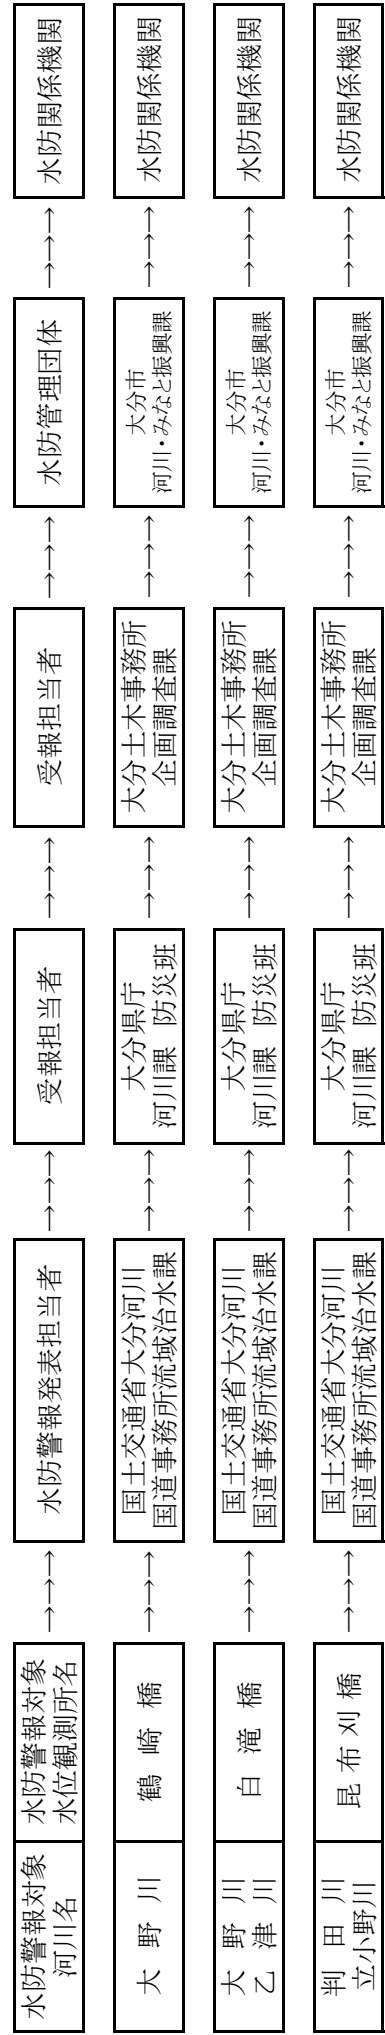 水防警報対象
河川名
水防警報対象
水位観測所名
→→→
水防警報発表担当者
→→→
受報担当者
→→→
受報担当者
→→→
水防管理団体
→→→
水防関係機関
大野川
鶴崎橋
→→→
国土交通省大分河川
国道事務所流域治水課
→→→
大分県庁
河川課 防災班
→→→
大分土木事務所
企画調査課
→→→
大分市
河川・みなと振興課
→→→
水防関係機関
大野川
乙津川
白滝橋
→→→
国土交通省大分河川
国道事務所流域治水課
→→→
大分県庁
河川課 防災班
→→→
大分土木事務所
企画調査課
→→→
大分市
河川・みなと振興課
→→→
水防関係機関
判田川
立小野川
昆布刈橋
→→→
国土交通省大分河川
国道事務所流域治水課
→→→
大分県庁
河川課 防災班
→→→
大分土木事務所
企画調査課
→→→
大分市
河川・みなと振興課
→→→
水防関係機関